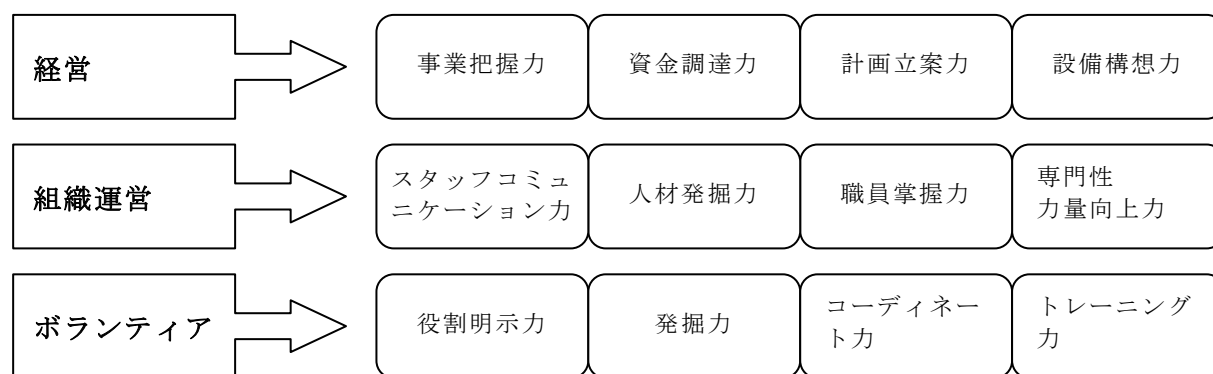 経営
事業把握力
資金調達力
計画立案力
設備構想力
組織運営
スタッフコミュ
ニケーション力
人材発掘力
職員掌握力
専門性
力量向上力
ボランティア
役割明示力
発掘力
コーディネー
ト力
トレーニング
力